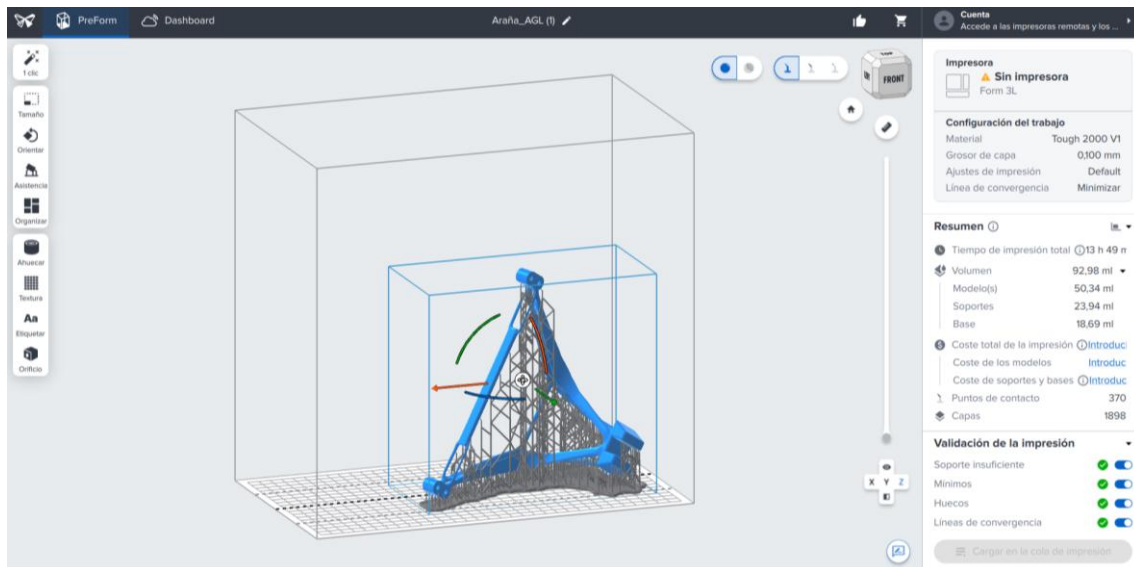 PreForm
Dashboard
Araña_AGL (1)
Cuenta
Accede a las impresoras remotas y los ...
1 clic
Tamaño
Orientar
Asistencia
Organizar
Ahuecar
Texture
Aa
Etiquetar
Orificio
FRONT
X Y Z
Impresora
Sin impresora
Form 3L
Configuración del trabajo
Material Tough 2000 V1
Grosor de capa 0,100 mm
Ajustes de impresión Default
Línea de convergencia Minimizar
Resumen
Tiempo de impresión total 13 h 49 m
Volumen 92,98 ml
Modelo(s) 50,34 ml
Soportes 23,94 ml
Base 18,69 ml
Coste total de la impresión Introduc
Coste de los modelos Introduc
Coste de soportes y bases Introduc
Puntos de contacto 370
Capas 1898
Validación de la impresión
Soporte insuficiente
Mínimos
Huecos
Líneas de convergencia
Cargar en la cola de impresión